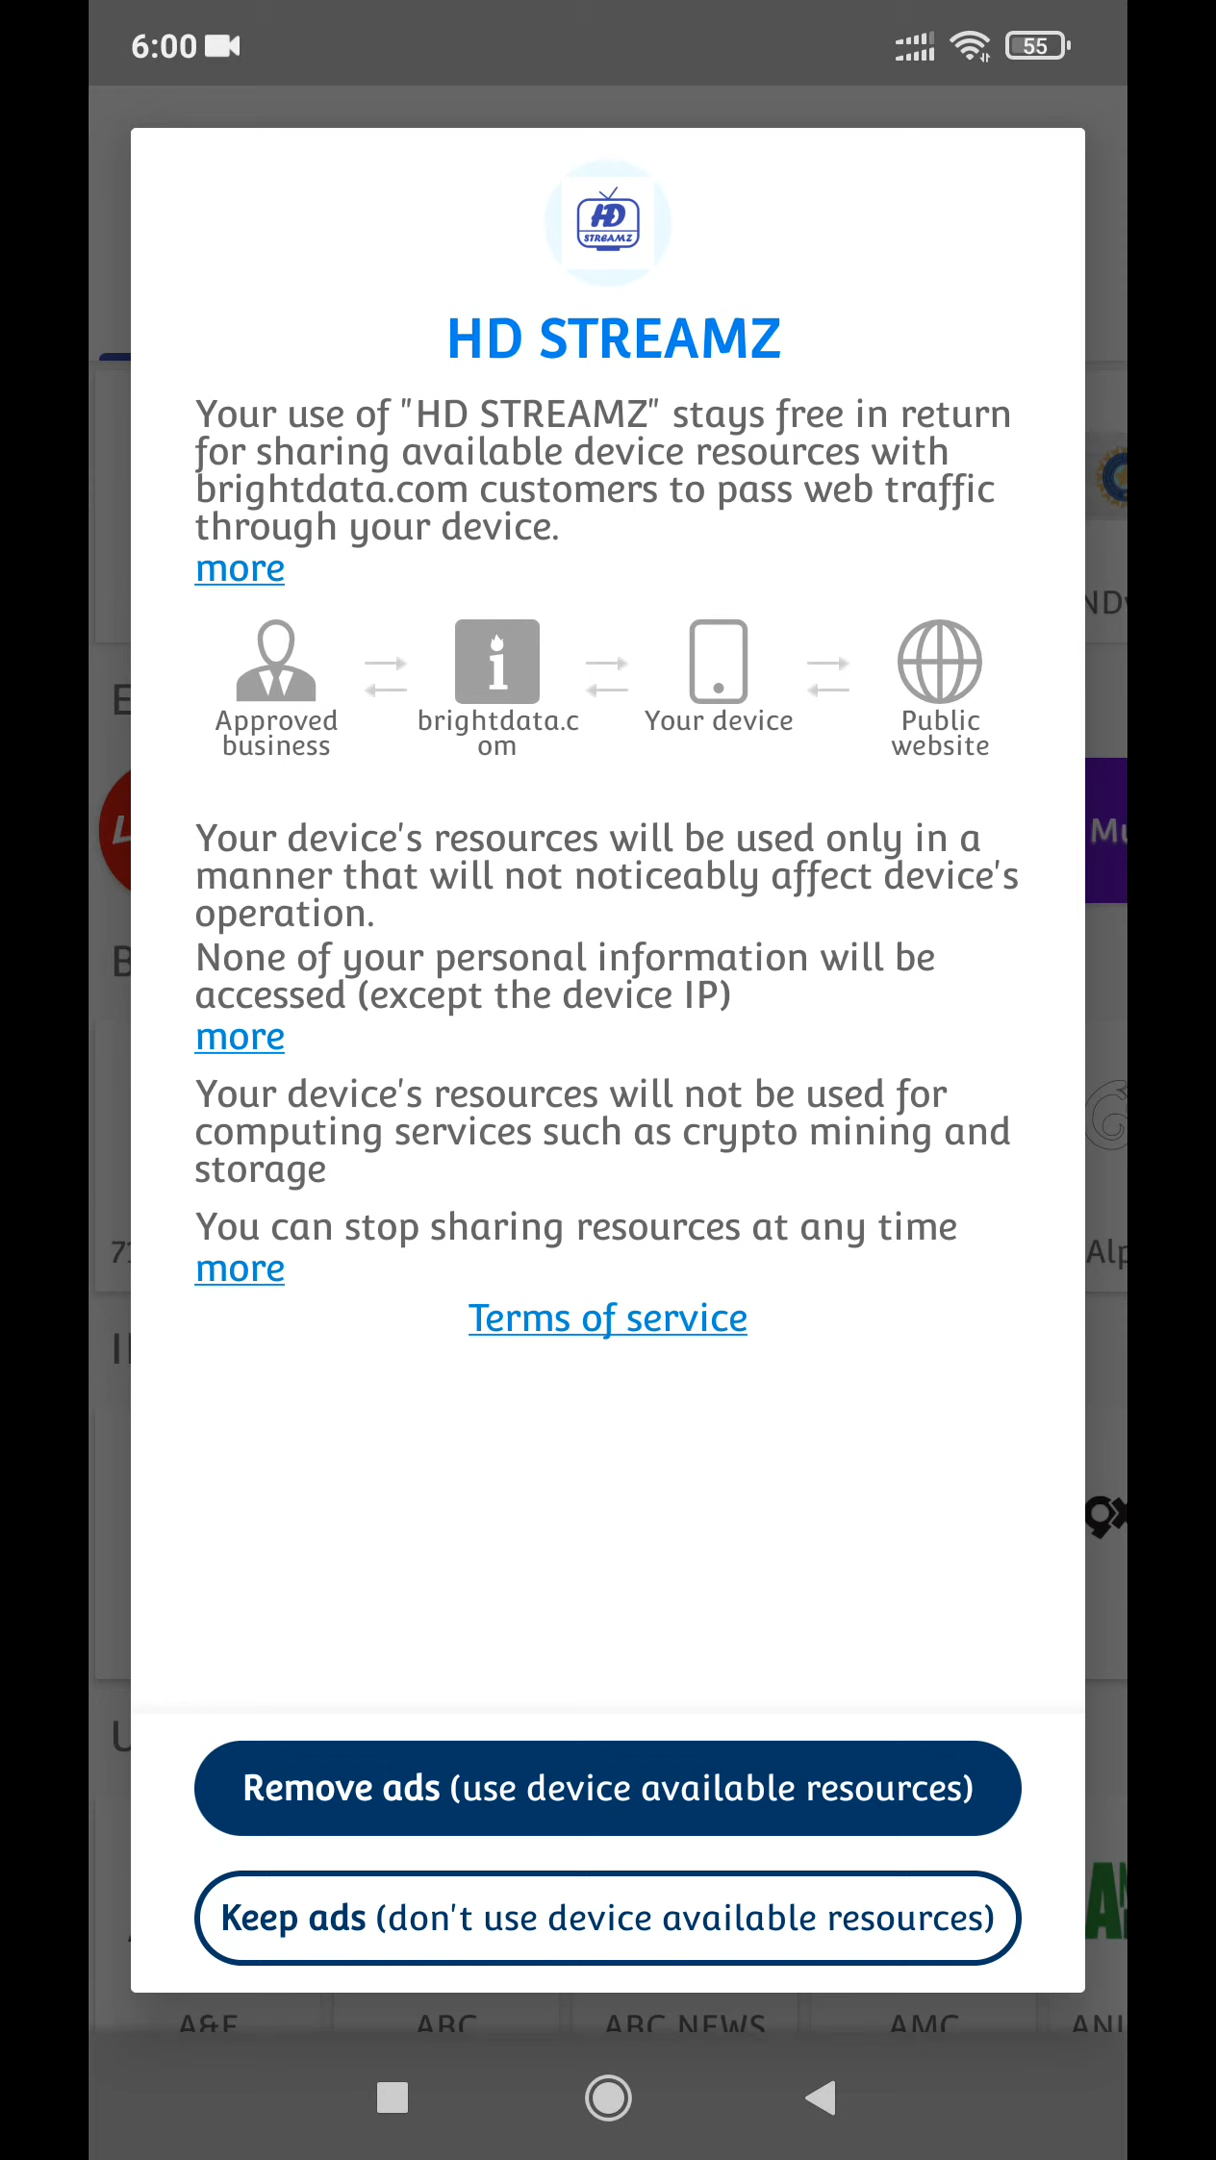 6:00
55
HD
STREAMZ
HD STREAMZ
Your use of "HD STREAMZ" stays free in return
for sharing available device resources with
brightdata.com customers to pass web traffic
through your device.
more
Approved
business
brightdata.c
om
Your device
Public
website
Your device's resources will be used only in a
manner that will not noticeably affect device's
operation.
None of your personal information will be
accessed (except the device IP)
more
Your device's resources will not be used for
computing services such as crypto mining and
storage
You can stop sharing resources at any time
more
Terms of service
Remove ads (use device available resources)
Keep ads (don't use device available resources)
A&E
ABC
ABC NEWS
AMC